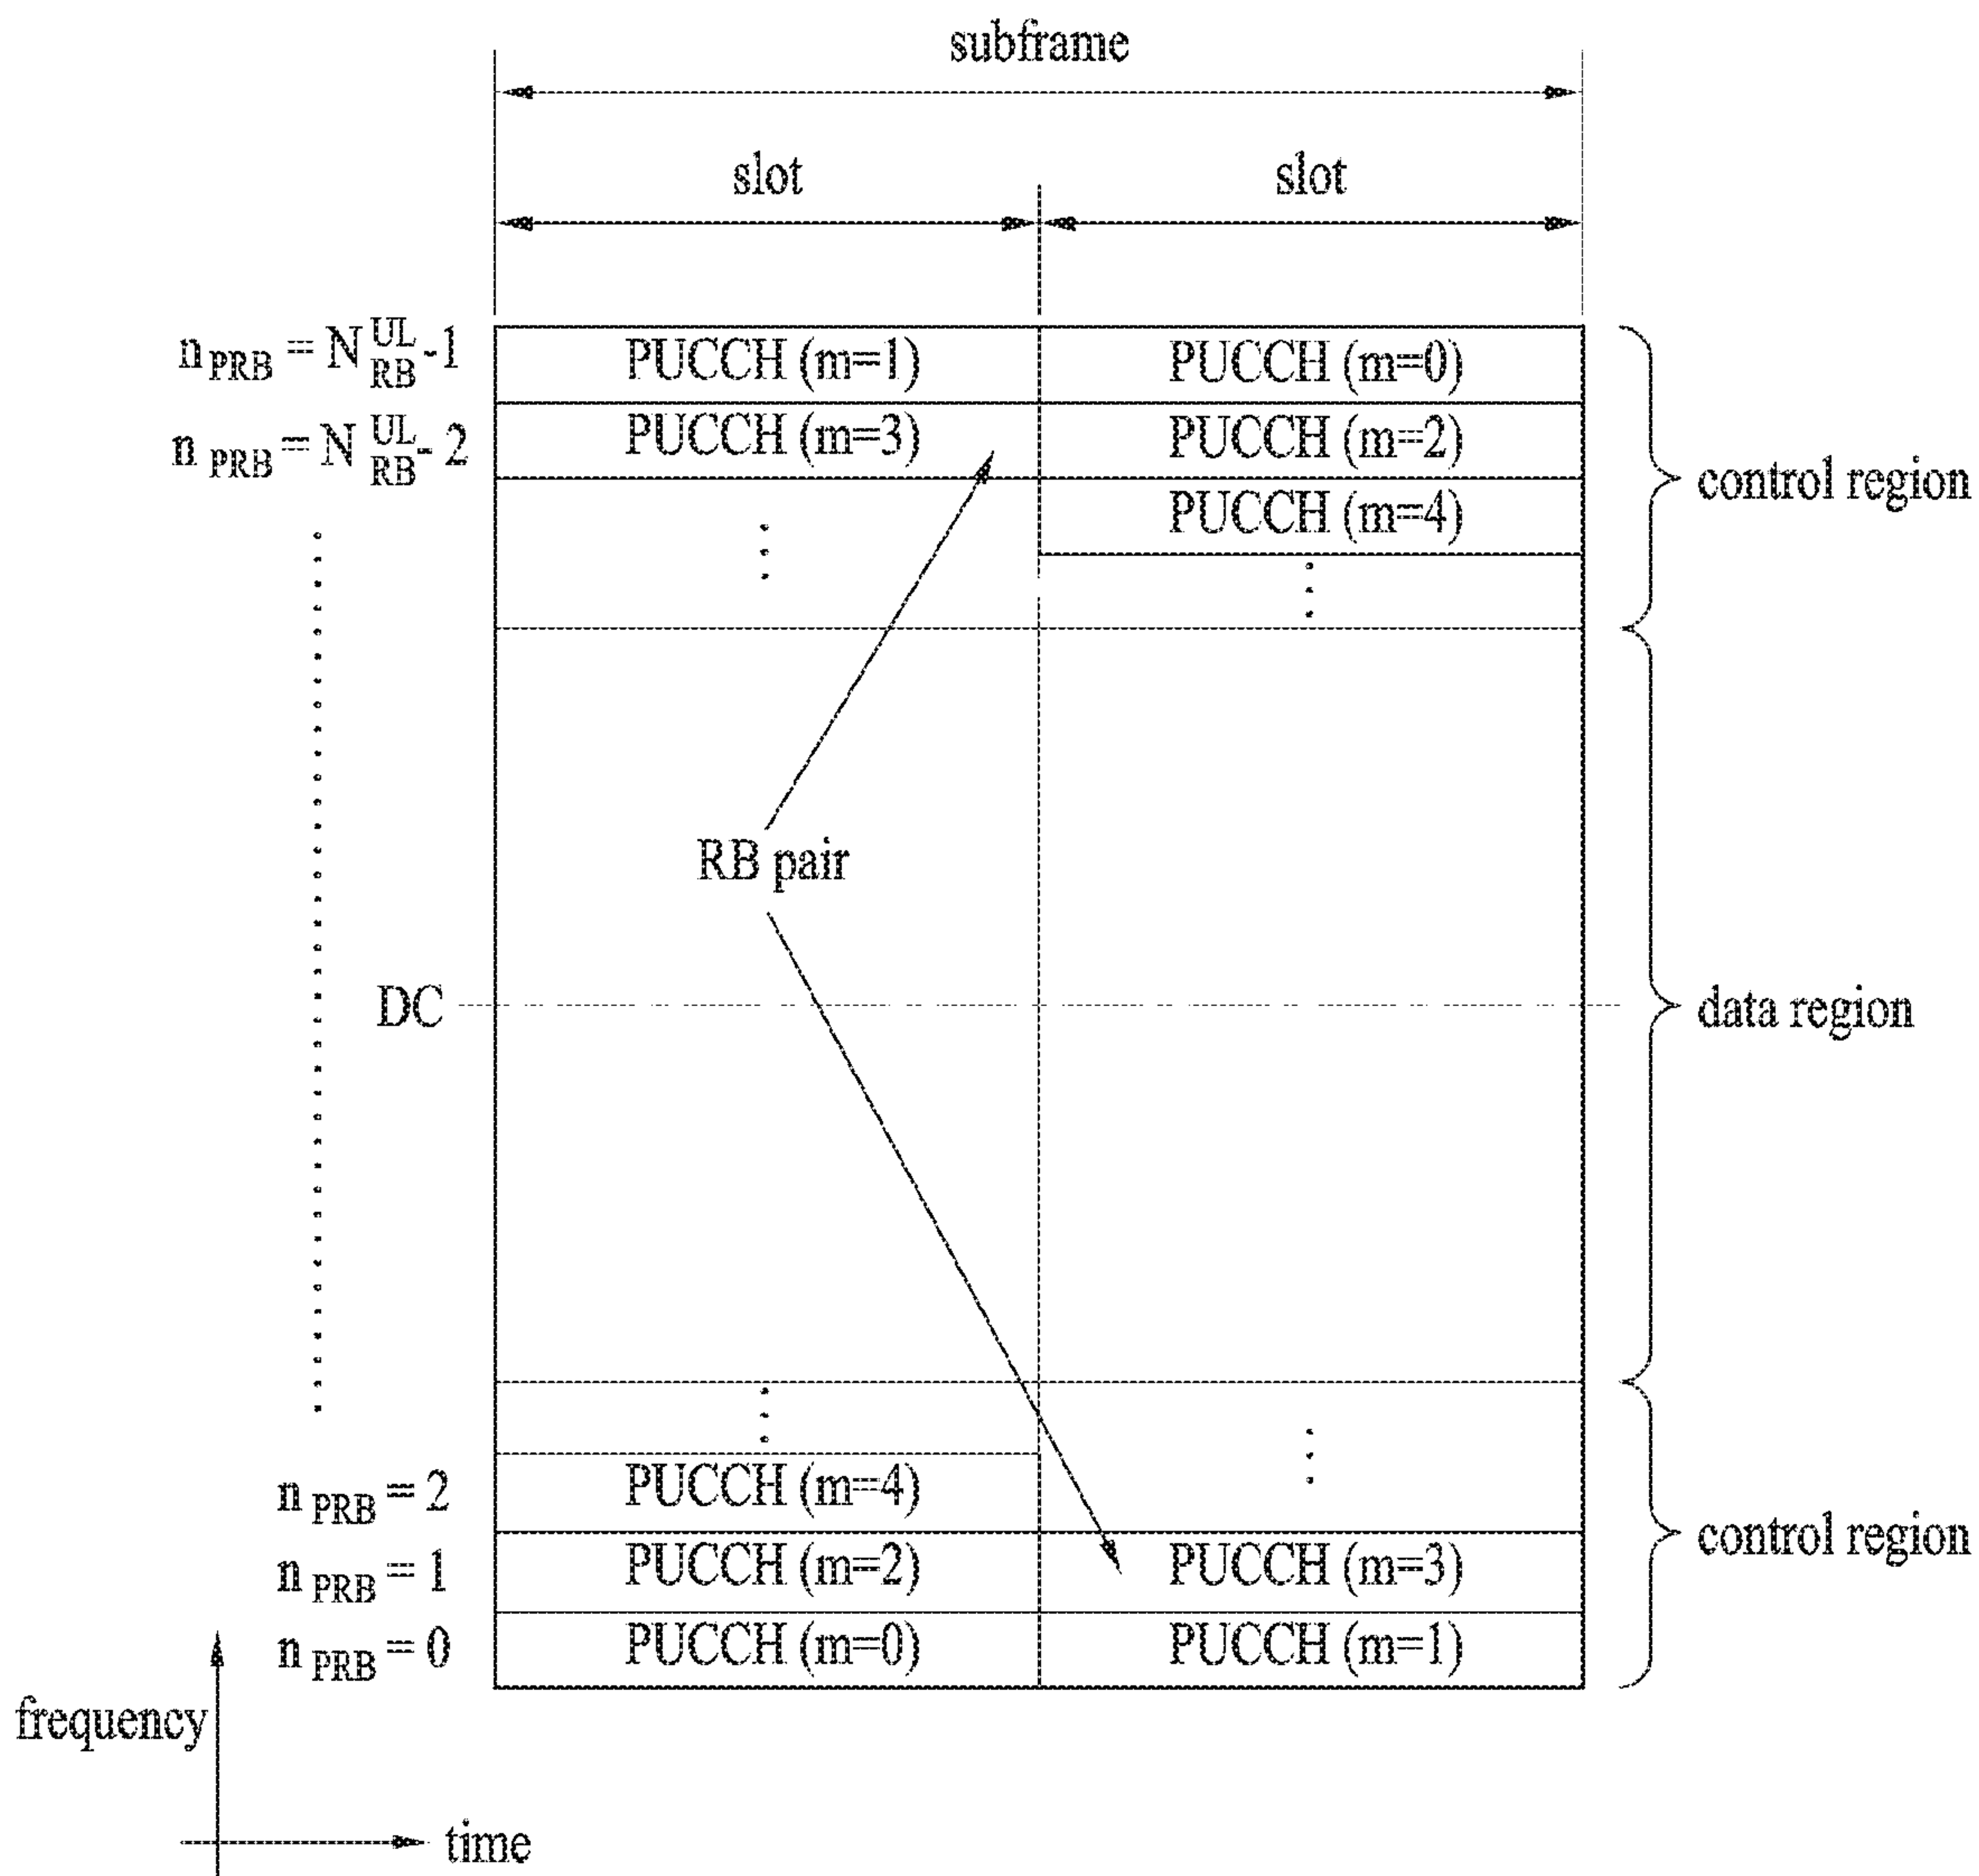 subframe
slot slot
n PRB = N UL RB -1 PUCCH (m=1) PUCCH (m=0)
n PRB = N UL RB - 2 PUCCH (m=3) PUCCH (m=2)
control region
PUCCH (m=4)
RB pair
DC
data region
n PRB = 2 PUCCH (m=4)
control region
n PRB = 1 PUCCH (m=2) PUCCH (m=3)
n PRB = 0 PUCCH (m=0) PUCCH (m=1)
frequency
time